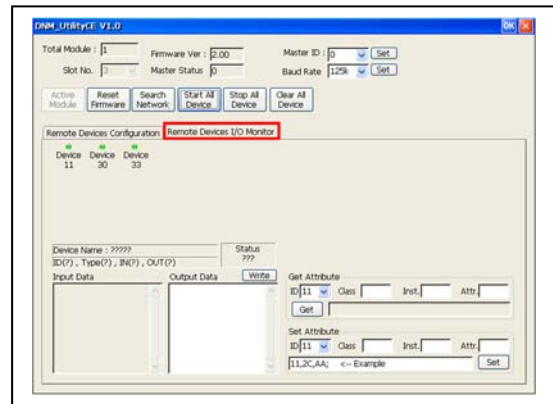 DNM_UtilityCE V1.0 OK
Total Module : 1 Firmware Ver : 2.00 Master ID : 0 Set
Slot No. 3 Master Status 0 Baud Rate 125k Set
Active Module Reset Firmware Search Network Start All Device Stop All Device Clear All Device
Remote Devices Configuration Remote Devices I/O Monitor
Device 11 Device 30 Device 33
Device Name : ????? Status
ID(?) , Type(?) , IN(?) , OUT(?) ???
Input Data Output Data Write Get Attribute
ID 11 Class Inst. Attr.
Get
Set Attribute
ID 11 Class Inst. Attr.
11,2C,AA; <-- Example Set